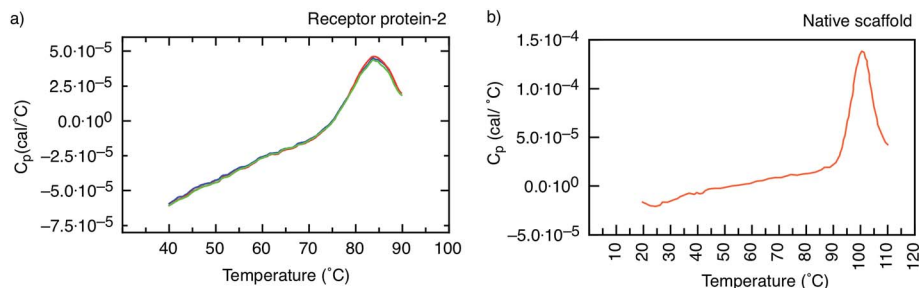 a)
Receptor protein-2
Cp(cal/˚C)
5.0·10⁻⁵
2.5·10⁻⁵
0.0·10⁰
−2.5·10⁻⁵
−5.0·10⁻⁵
−7.5·10⁻⁵
40 50 60 70 80 90 100
Temperature (˚C)
b)
Native scaffold
Cp (cal/ ˚C)
1.5·10⁻⁴
1.0·10⁻⁴
5.0·10⁻⁵
0.0·10⁰
−5.0·10⁻⁵
10 20 30 40 50 60 70 80 90 100 110 120
Temperature (˚C)